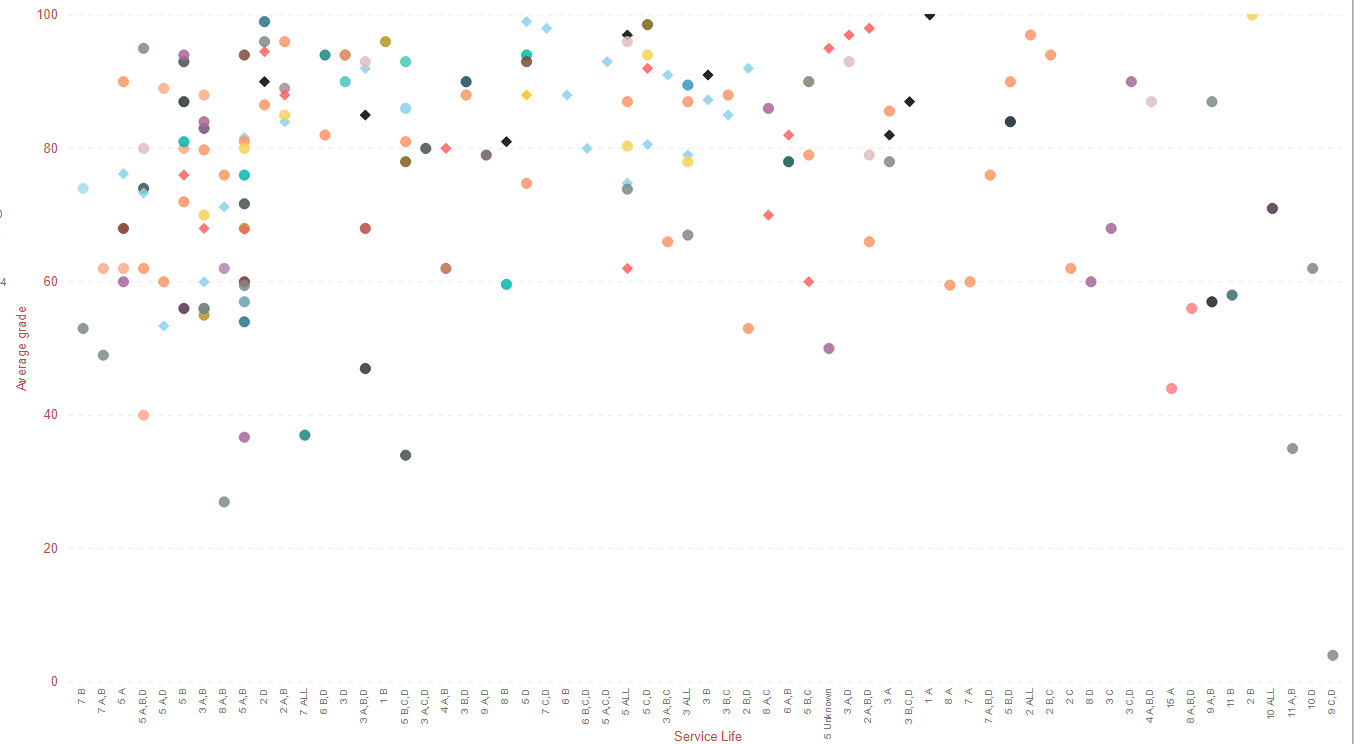 100
80
60
40
20
0
4
Average grade
7 B
7 A,B
5 A
5 A,B,D
5 A,D
5 B
3 A,B
8 A,B
5 A,B
2 D
2 A,B
7 ALL
6 B,D
3 D
3 A,B,D
1 B
5 B,C,D
3 A,C,D
4 A,B
3 B,D
9 A,D
8 B
5 D
7 C,D
6 B
6 B,C,D
5 A,C,D
5 ALL
5 C,D
3 A,B,C
3 ALL
3 B
3 B,C
2 B,D
8 A,C
6 A,B
5 B,C
5 Unknown
3 A,D
2 A,B,D
3 A
3 B,C,D
1 A
8 A
7 A
7 A,B,D
5 B,D
2 ALL
2 B,C
2 C
8 D
3 C
3 C,D
4 A,B,D
15 A
8 A,B,D
9 A,B
11 B
2 B
10 ALL
11 A,B
10 D
9 C,D
Service Life